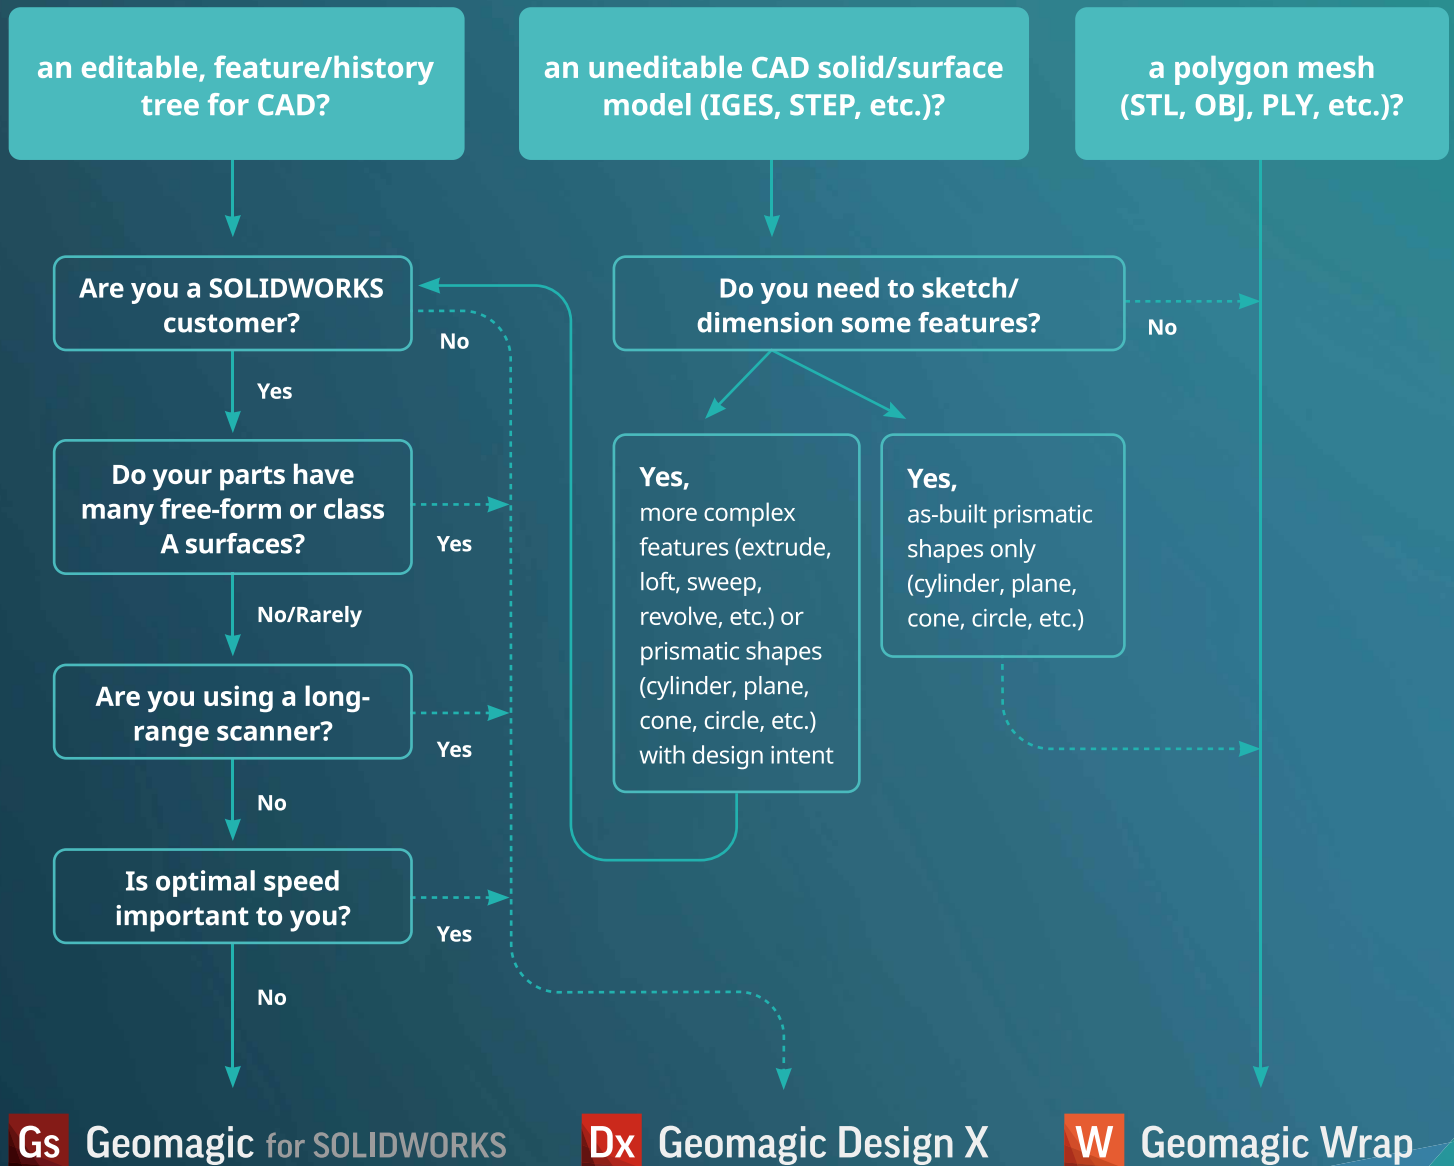 an editable, feature/history
tree for CAD?
an uneditable CAD solid/surface
model (IGES, STEP, etc.)?
a polygon mesh
(STL, OBJ, PLY, etc.)?
Are you a SOLIDWORKS
customer?
No
Yes
Do your parts have
many free-form or class
A surfaces?
Yes
No/Rarely
Are you using a long-
range scanner?
Yes
No
Is optimal speed
important to you?
Yes
No
Do you need to sketch/
dimension some features?
No
Yes,
more complex
features (extrude,
loft, sweep,
revolve, etc.) or
prismatic shapes
(cylinder, plane,
cone, circle, etc.)
with design intent
Yes,
as-built prismatic
shapes only
(cylinder, plane,
cone, circle, etc.)
Gs Geomagic for SOLIDWORKS
Dx Geomagic Design X
W Geomagic Wrap